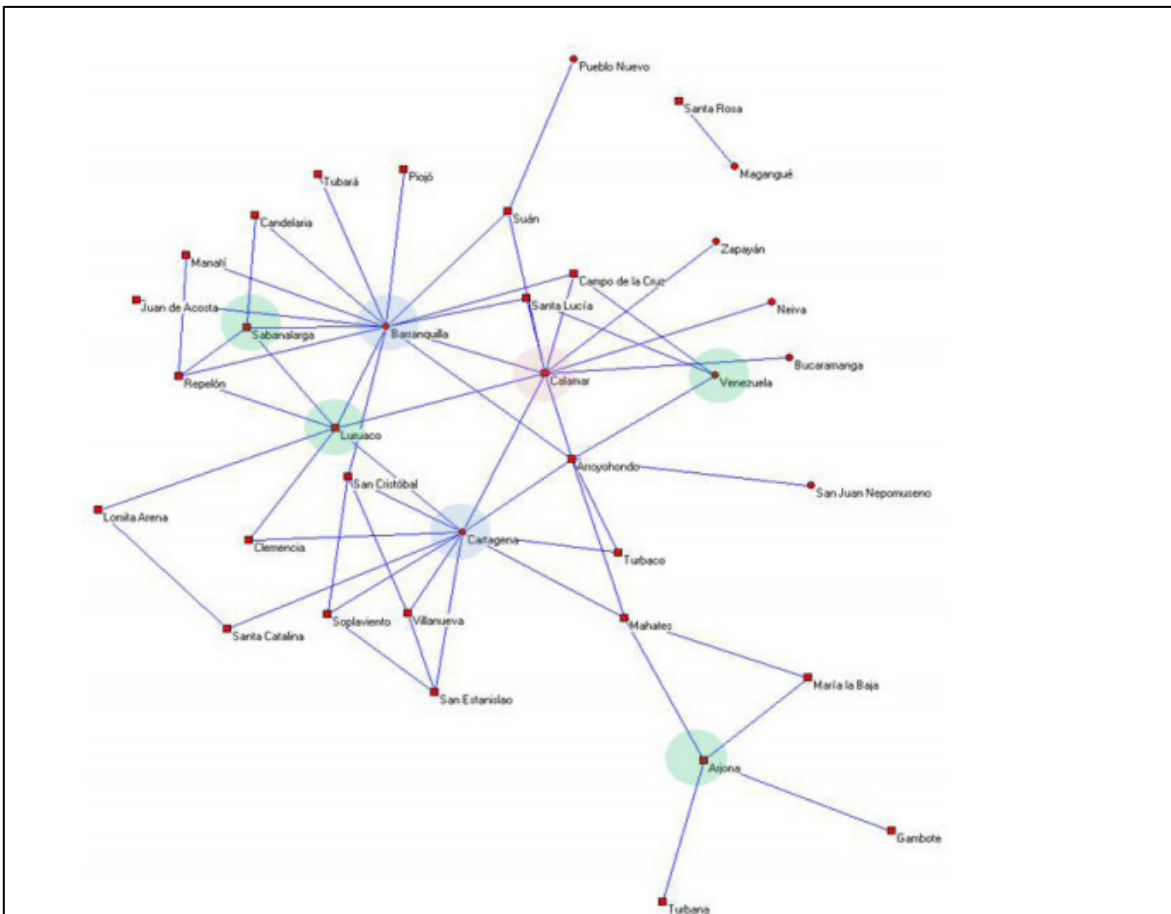 Pueblo Nuevo
Santa Rosa
Magangué
Tubará
Piojó
Candelaria
Suán
Manatí
Zapayán
Campo de la Cruz
Juan de Acosta
Santa Lucía
Neiva
Sabanalarga
Barranquilla
Bucaramanga
Repelón
Calamar
Venezuela
Luruaco
Arroyohondo
San Cristóbal
San Juan Nepomuseno
Lomita Arena
Clemencia
Cartagena
Turbaco
Santa Catalina
Soplaviento
Villanueva
Mahates
San Estanislao
María la Baja
Arjona
Gambote
Turbana